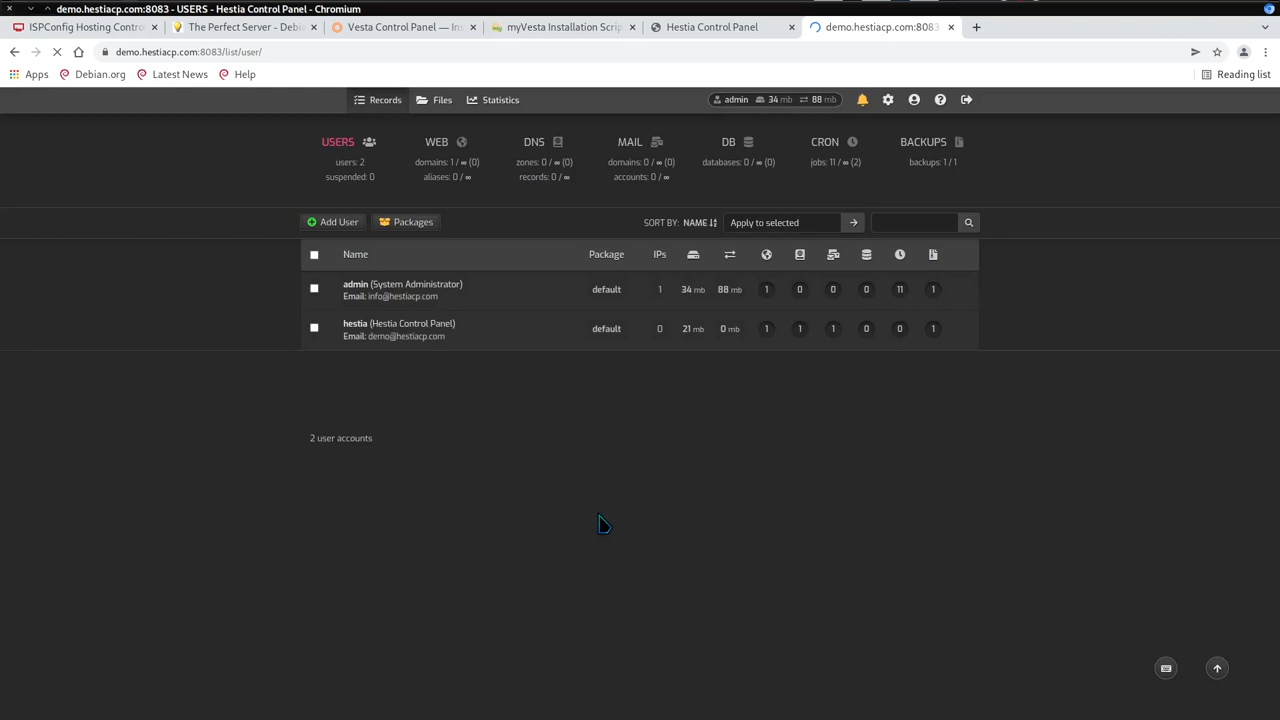 demo.hestiacp.com:8083 - USERS - Hestia Control Panel - Chromium
ISPConfig Hosting Contro
The Perfect Server - Debi
Vesta Control Panel — Ins
myVesta Installation Scrip
Hestia Control Panel
demo.hestiacp.com:8083
demo.hestiacp.com:8083/list/user/
Apps Debian.org Latest News Help Reading list
Records Files Statistics admin 34 mb 88 mb
USERS WEB DNS MAIL DB CRON BACKUPS
users: 2 domains: 1 / ∞ (0) zones: 0 / ∞ (0) domains: 0 / ∞ (0) databases: 0 / ∞ (0) jobs: 11 / ∞ (2) backups: 1 / 1
suspended: 0 aliases: 0 / ∞ records: 0 / ∞ accounts: 0 / ∞
Add User Packages SORT BY: NAME Apply to selected
Name Package IPs
admin (System Administrator) default 1 34 mb 88 mb 1 0 0 0 11 1
Email: info@hestiacp.com
hestia (Hestia Control Panel) default 0 21 mb 0 mb 1 1 1 0 0 1
Email: demo@hestiacp.com
2 user accounts